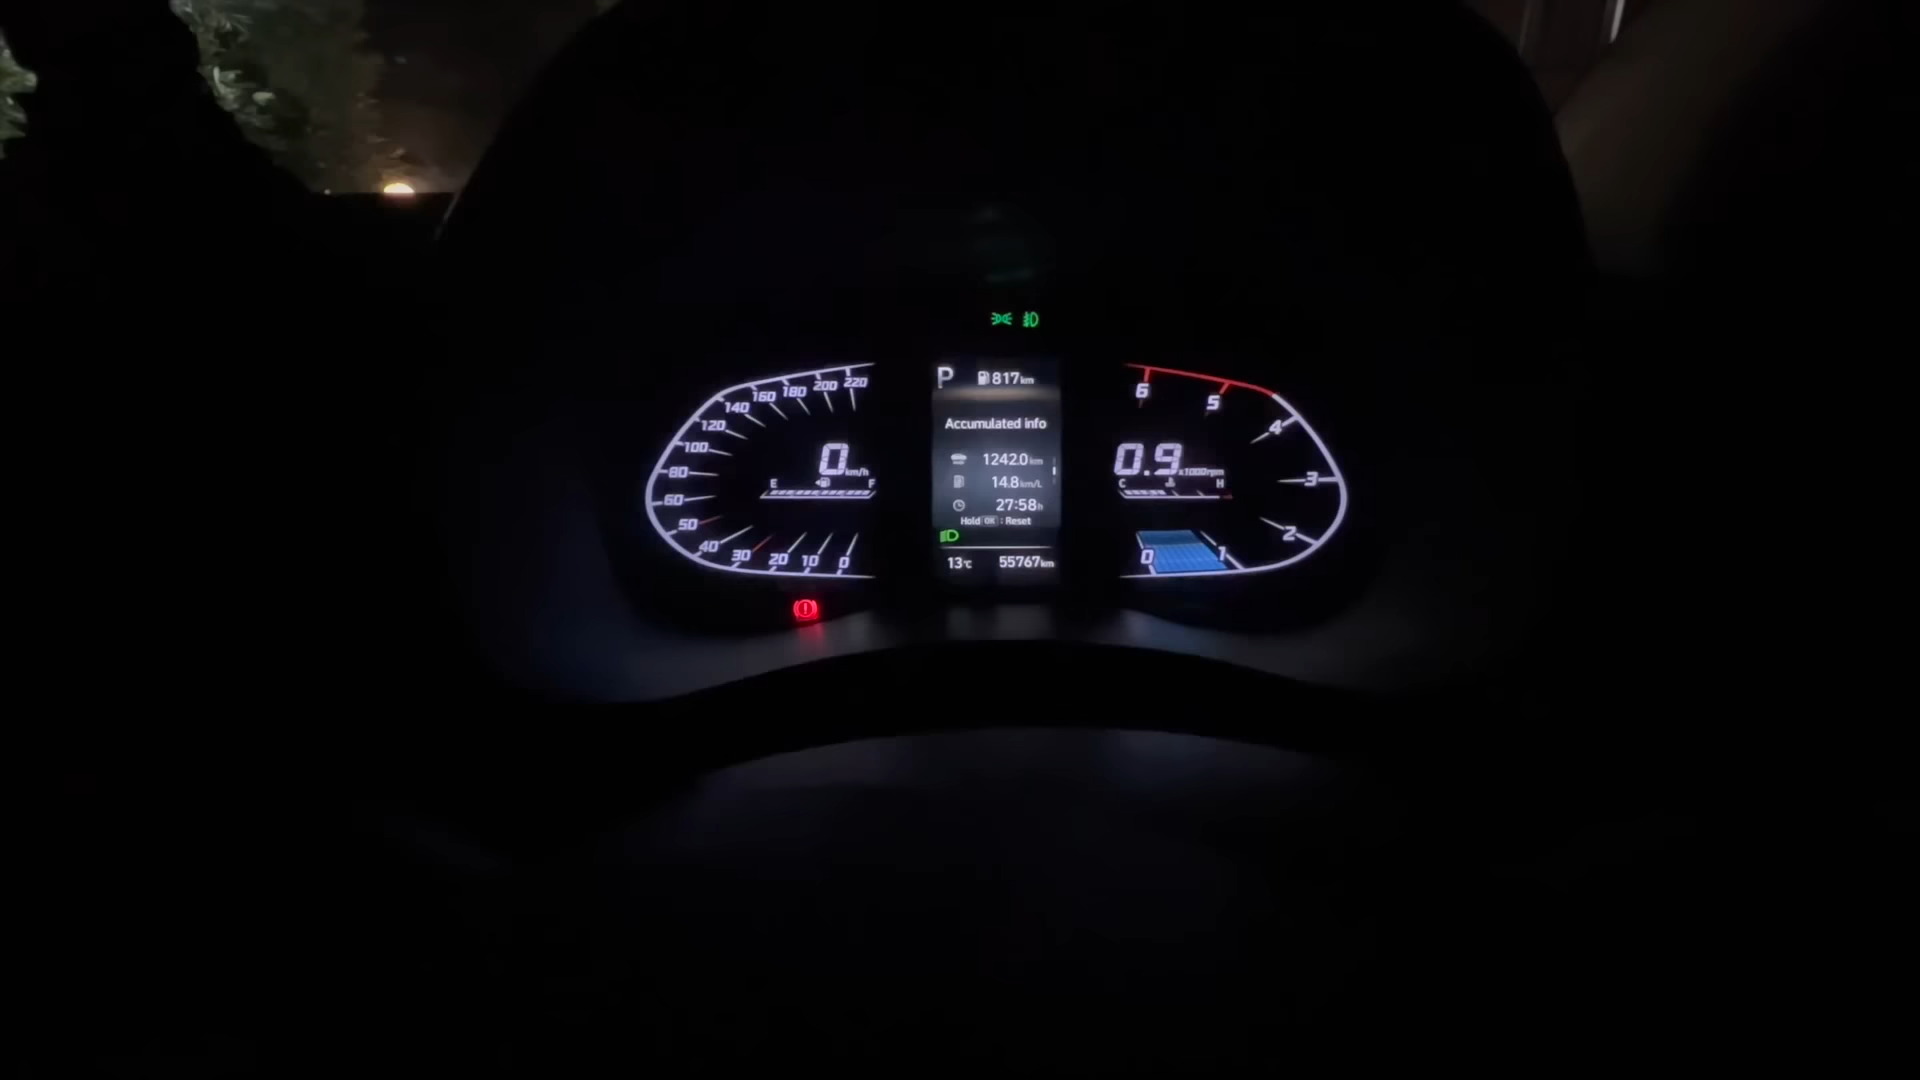 P 817km
Accumulated info
1242.0 km
14.8 km/L
27:58h
Hold OK : Reset
13°C 55767km
220
200
180
160
140
120
100
80
60
50
40
30
20
10
0
0 km/h
E F
6
5
4
3
2
1
0
0.9 x1000rpm
C H